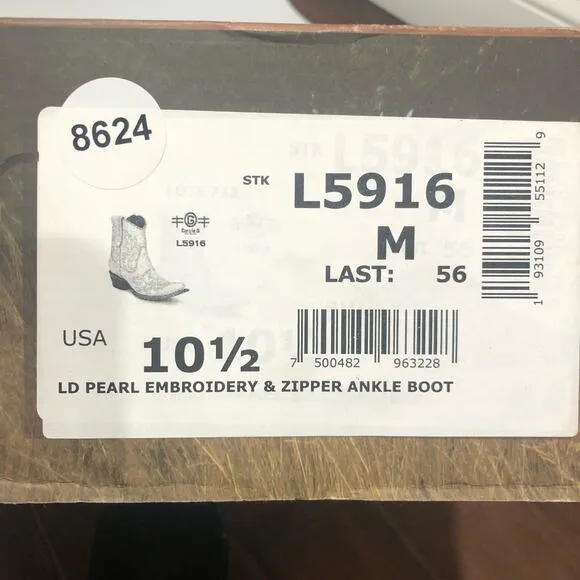 8624
STK L5916
M
LAST: 56
G
Circle G
L5916
USA 10½
7 500482 963228
LD PEARL EMBROIDERY & ZIPPER ANKLE BOOT
1 93109 55112 9